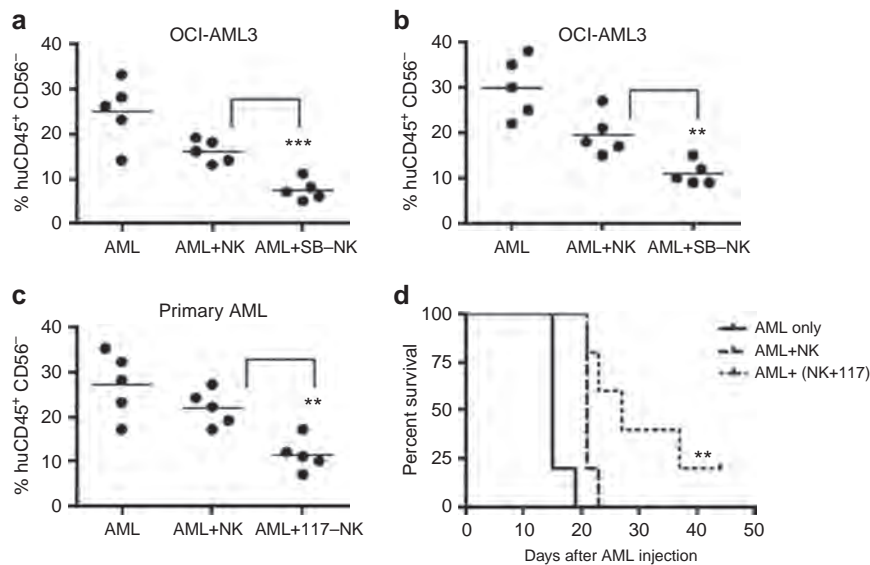 a
OCI-AML3
% huCD45⁺ CD56⁻
40
30
20
10
0
***
AML
AML+NK
AML+SB–NK
b
OCI-AML3
% huCD45⁺ CD56⁻
40
30
20
10
0
**
AML
AML+NK
AML+SB–NK
c
Primary AML
% huCD45⁺ CD56⁻
40
30
20
10
0
**
AML
AML+NK
AML+117–NK
d
Percent survival
100
75
50
25
0
AML only
AML+NK
AML+ (NK+117)
**
0 10 20 30 40 50
Days after AML injection